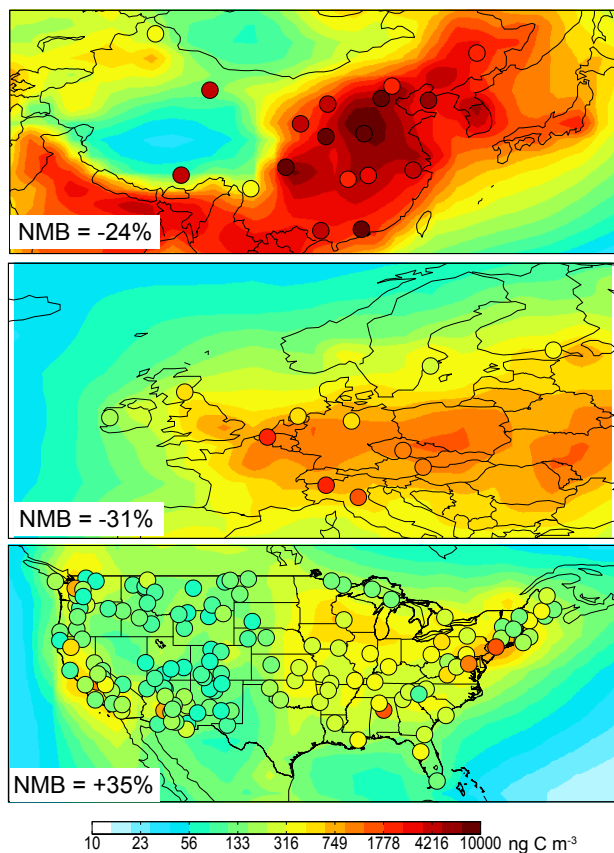 NMB = -24%
NMB = -31%
NMB = +35%
10 23 56 133 316 749 1778 4216 10000 ng C m⁻³